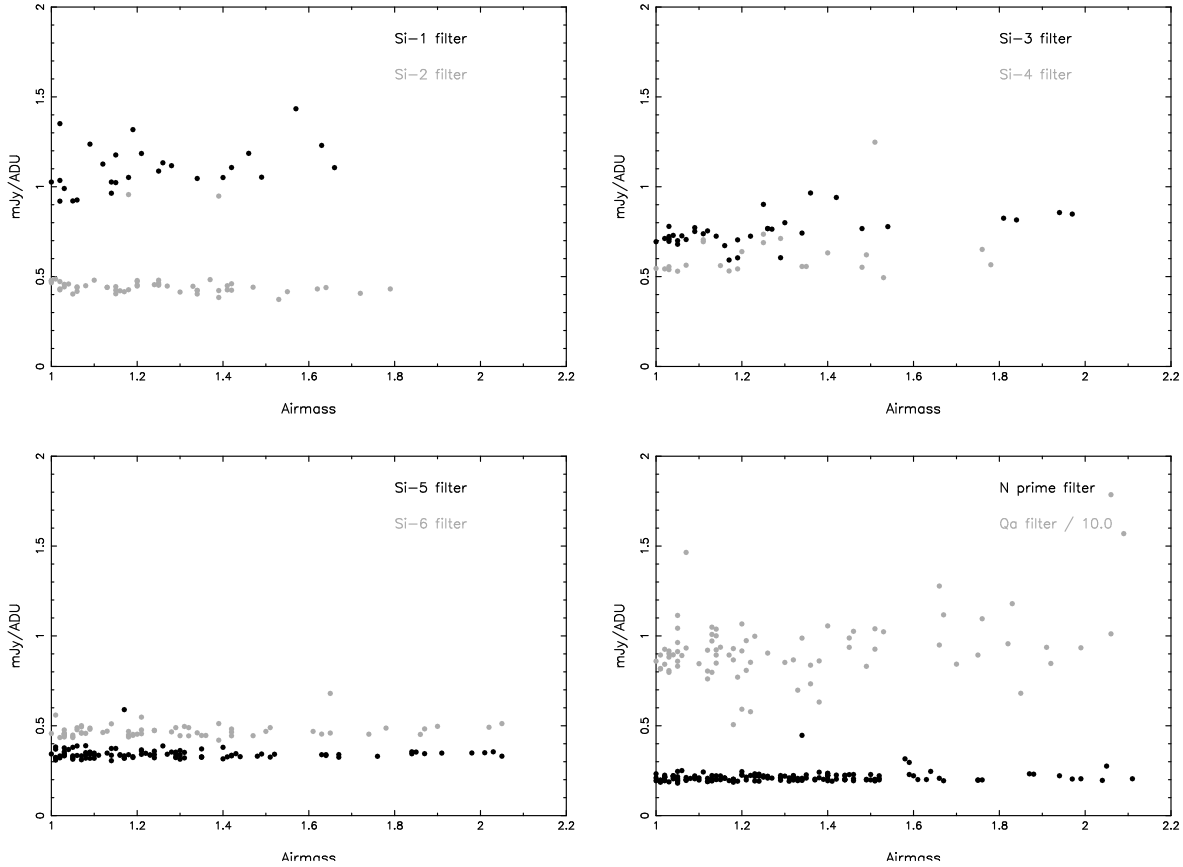 2
1.5
1
0.5
0
mJy/ADU
Si-1 filter
Si-2 filter
1 1.2 1.4 1.6 1.8 2 2.2
Airmass
2
1.5
1
0.5
0
mJy/ADU
Si-3 filter
Si-4 filter
1 1.2 1.4 1.6 1.8 2 2.2
Airmass
2
1.5
1
0.5
0
mJy/ADU
Si-5 filter
Si-6 filter
1 1.2 1.4 1.6 1.8 2 2.2
Airmass
2
1.5
1
0.5
0
mJy/ADU
N prime filter
Qa filter / 10.0
1 1.2 1.4 1.6 1.8 2 2.2
Airmass